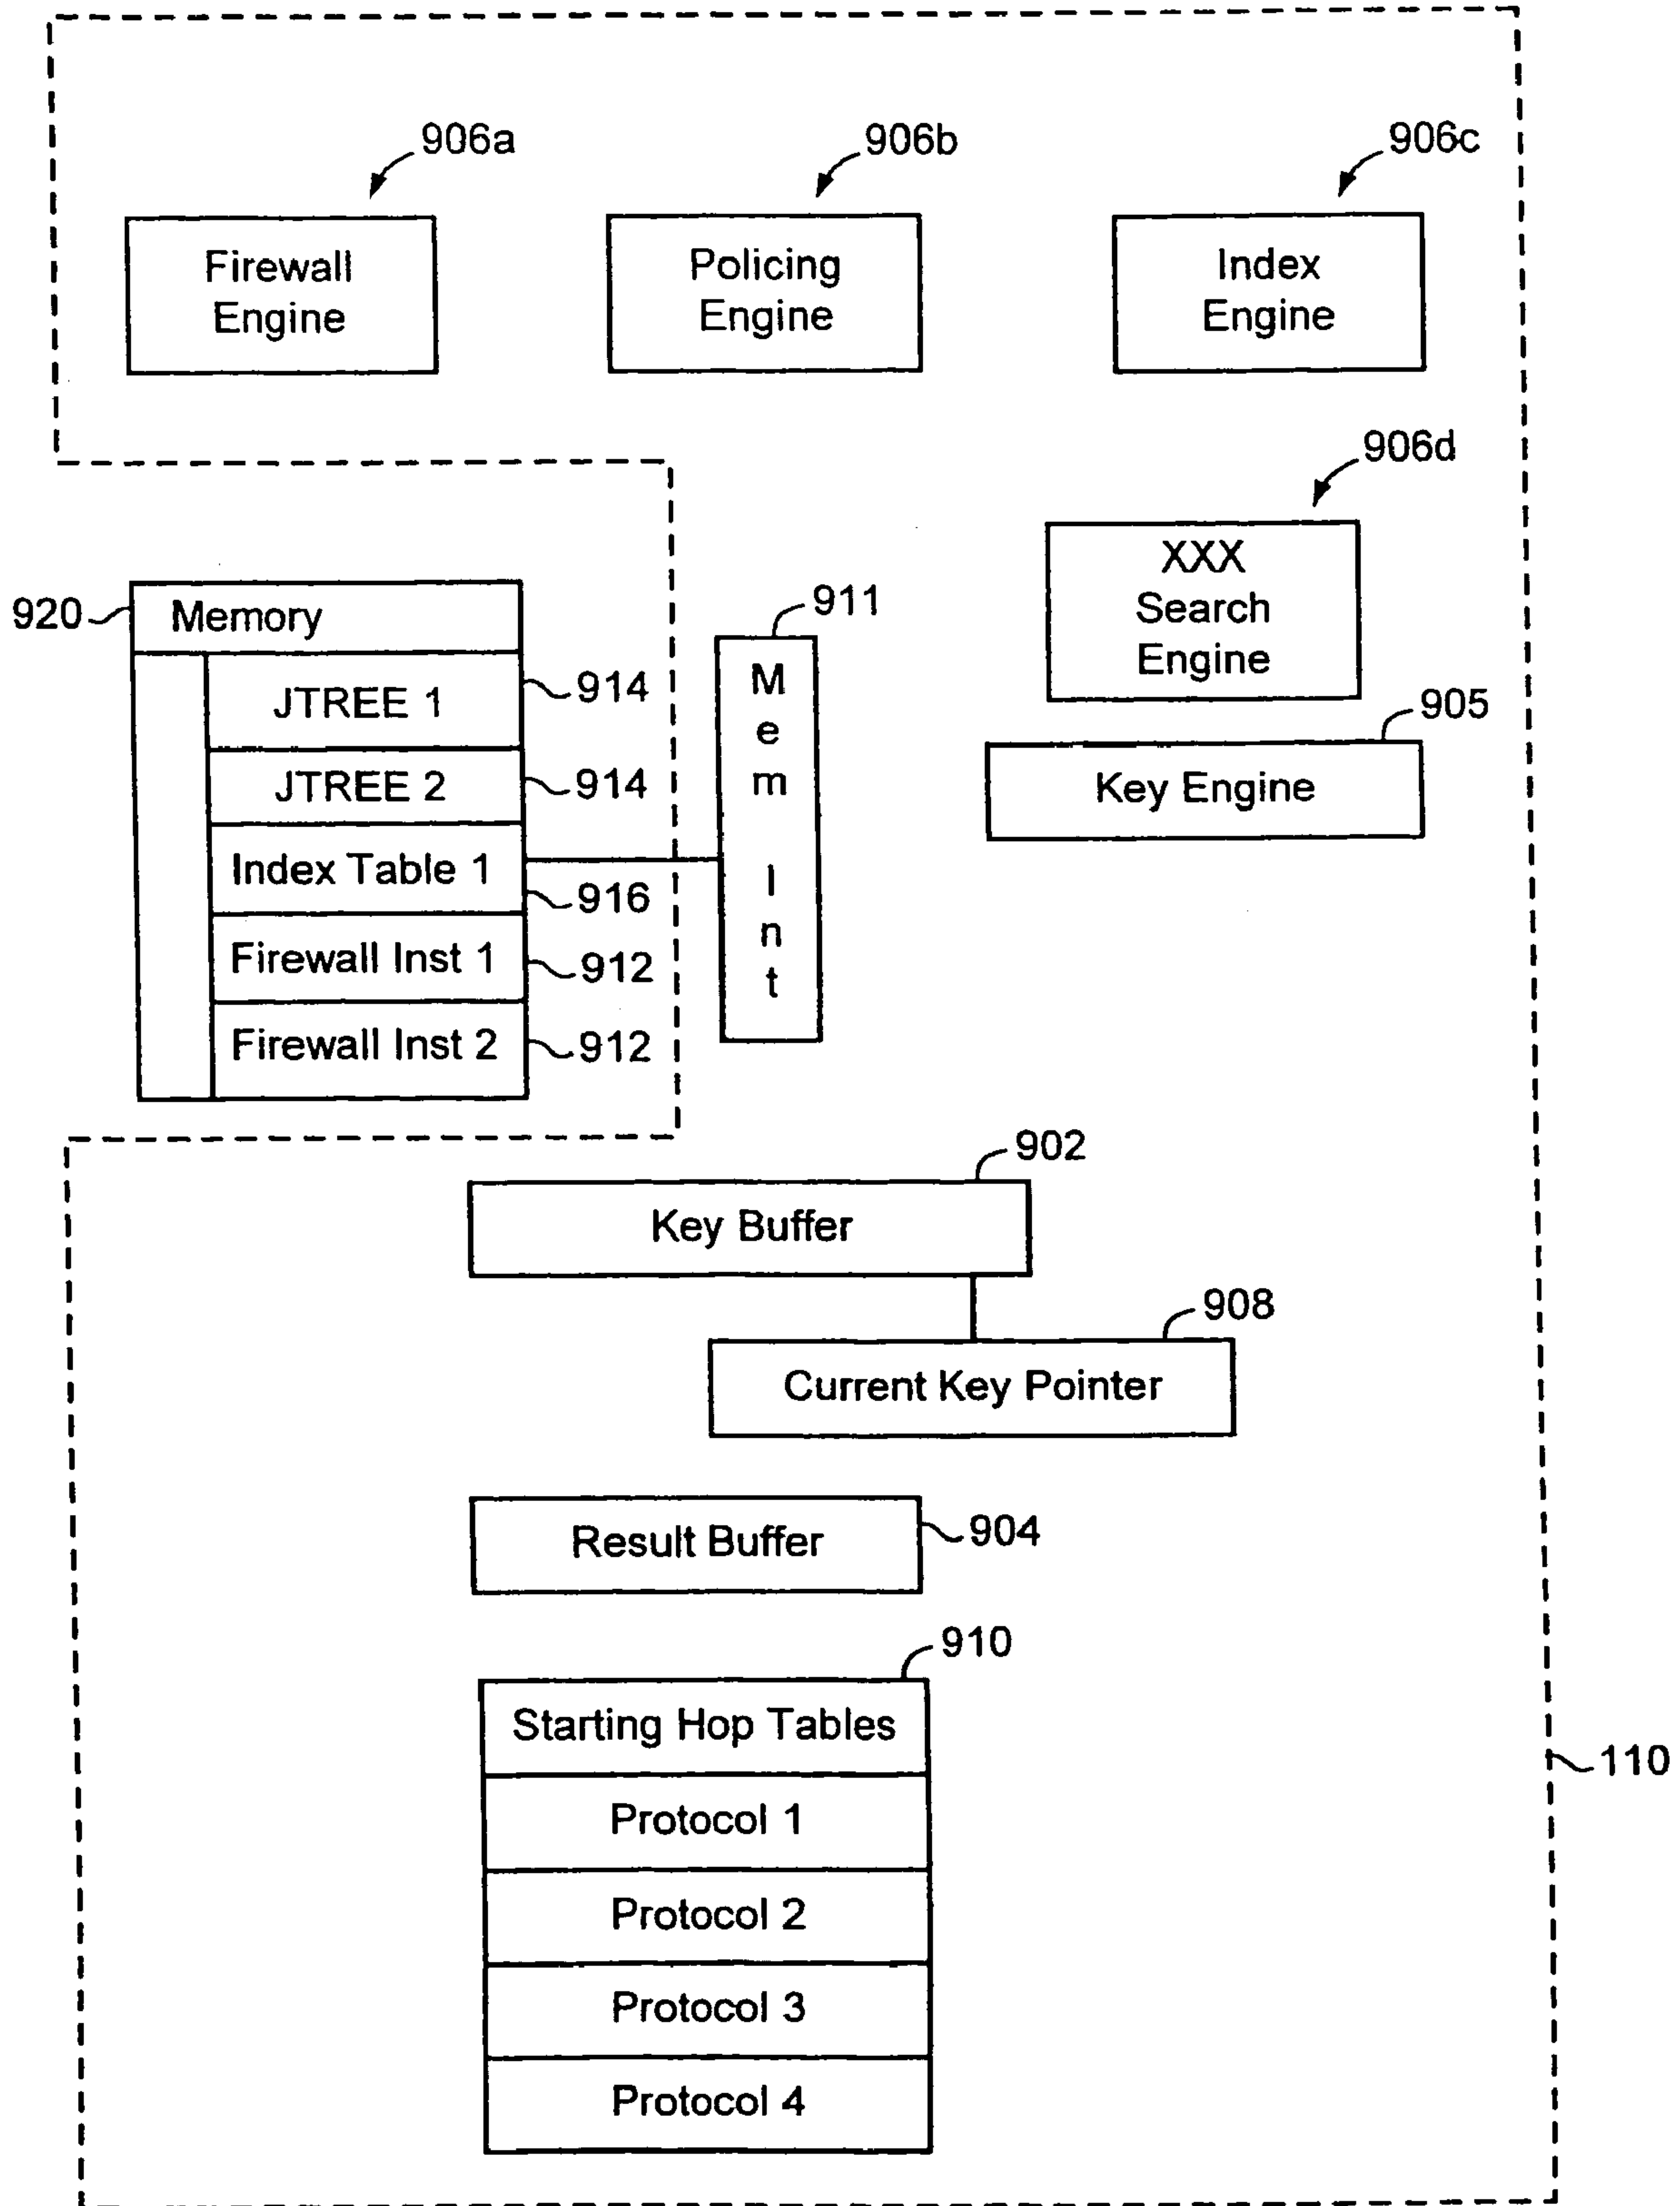 906a
906b
906c
Firewall
Engine
Policing
Engine
Index
Engine
906d
XXX
Search
Engine
920
Memory
911
JTREE 1
914
JTREE 2
914
Index Table 1
916
Firewall Inst 1
912
Firewall Inst 2
912
Mem Int
905
Key Engine
902
Key Buffer
908
Current Key Pointer
Result Buffer
904
910
Starting Hop Tables
Protocol 1
Protocol 2
Protocol 3
Protocol 4
110